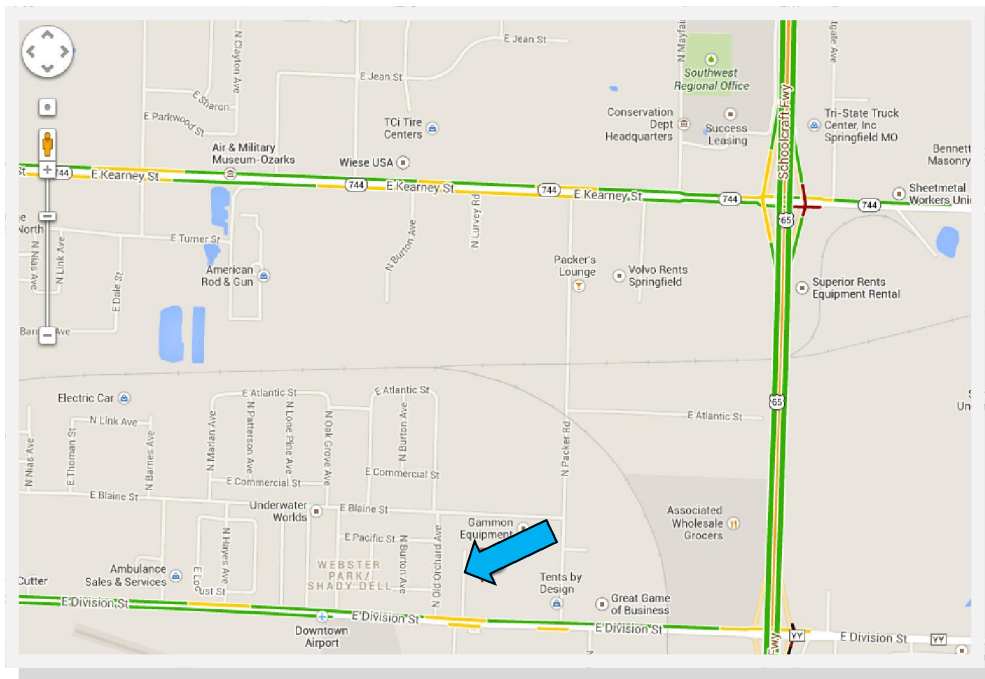 E Jean St
N Clayton Ave
N Mayfair
Southwest
Regional Office
E Jean St
Schoolcraft Fwy
E Sharon
E Parkwood St
TCi Tire
Centers
Conservation
Dept
Headquarters
Success
Leasing
Tri-State Truck
Center, Inc
Springfield MO
Air & Military
Museum-Ozarks
Wiese USA
Bennett
Masonry
744
E Kearney St
744
E Kearney St
744
E Kearney St
744
65
744
Sheetmetal
Workers Unio
North
N Nias Ave
N Link Ave
E Turner St
N Burton Ave
N Lurvey Rd
E Dale St
American
Rod & Gun
Packer's
Lounge
Volvo Rents
Springfield
Superior Rents
Equipment Rental
Electric Car
E Atlantic St
E Atlantic St
65
E Atlantic St
N Link Ave
N Nias Ave
E Thoman St
N Barnes Ave
N Marian Ave
N Patterson Ave
N Lone Pine Ave
N Oak Grove Ave
N Burton Ave
N Packer Rd
E Commercial St
E Commercial St
E Blaine St
Underwater
Worlds
E Blaine St
Gammon
Equipment
Associated
Wholesale
Grocers
N Hayes Ave
E Pacific St
N Burton Ave
N Old Orchard Ave
WEBSTER
PARK/
SHADY DELL
Cutter
Ambulance
Sales & Services
Tents by
Design
Great Game
of Business
E Division St
E Division St
E Division St
Downtown
Airport
Fwy
YY
E Division St
YY